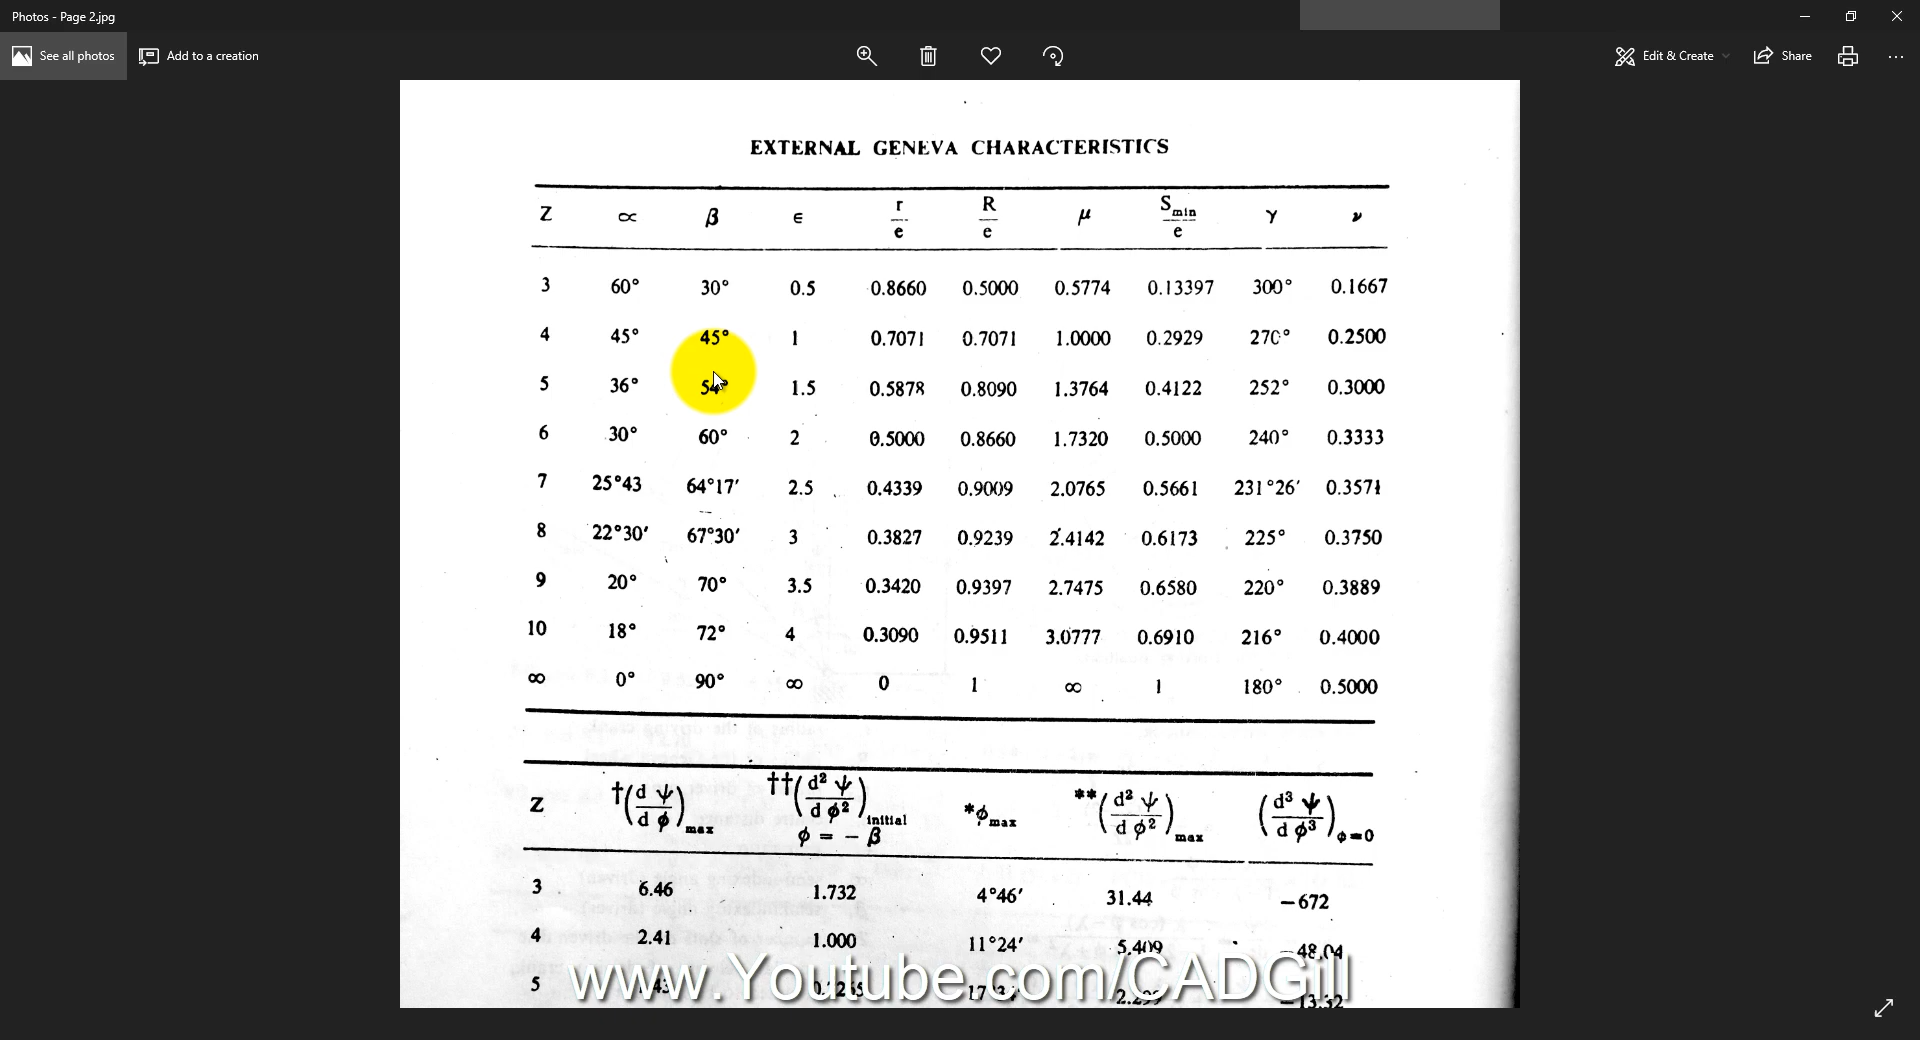 Photos - Page 2.jpg
See all photos
Add to a creation
Edit & Create
Share
EXTERNAL GENEVA CHARACTERISTICS
Z ∝ β ϵ r/e R/e μ Smin/e γ ν
3 60° 30° 0.5 0.8660 0.5000 0.5774 0.13397 300° 0.1667
4 45° 45° 1 0.7071 0.7071 1.0000 0.2929 270° 0.2500
5 36° 54° 1.5 0.5878 0.8090 1.3764 0.4122 252° 0.3000
6 30° 60° 2 0.5000 0.8660 1.7320 0.5000 240° 0.3333
7 25°43 64°17′ 2.5 0.4339 0.9009 2.0765 0.5661 231°26′ 0.3571
8 22°30′ 67°30′ 3 0.3827 0.9239 2.4142 0.6173 225° 0.3750
9 20° 70° 3.5 0.3420 0.9397 2.7475 0.6580 220° 0.3889
10 18° 72° 4 0.3090 0.9511 3.0777 0.6910 216° 0.4000
∞ 0° 90° ∞ 0 1 ∞ 1 180° 0.5000
Z †(d ψ/d ϕ)max ††(d² ψ/d ϕ²)initial ϕ = − β *ϕmax **(d² ψ/d ϕ²)max (d³ ψ/d ϕ³)ϕ=0
3 6.46 1.732 4°46′ 31.44 −672
4 2.41 1.000 11°24′ 5.409 −48.04
5
www.Youtube.com/CADGill